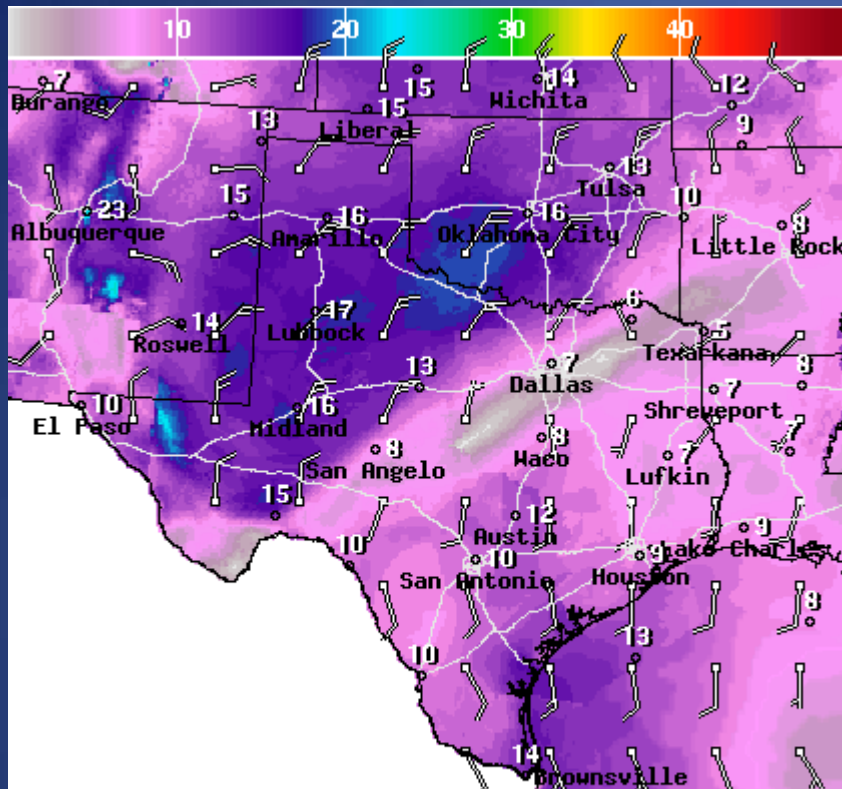 10 20 30 40
7
Durango
15
14
Wichita
12
15
Liberal
13
9
13
Tulsa
23
Albuquerque
15
16
Amarillo
16
Oklahoma City
10
8
Little Rock
14
Roswell
17
Lubbock
6
5
Texarkana
7
Dallas
13
8
7
Shreveport
10
El Paso
16
Midland
8
San Angelo
8
Waco
7
Lufkin
7
15
12
Austin
9
Lake Charles
10
10
San Antonio
9
Houston
8
13
10
14
Brownsville